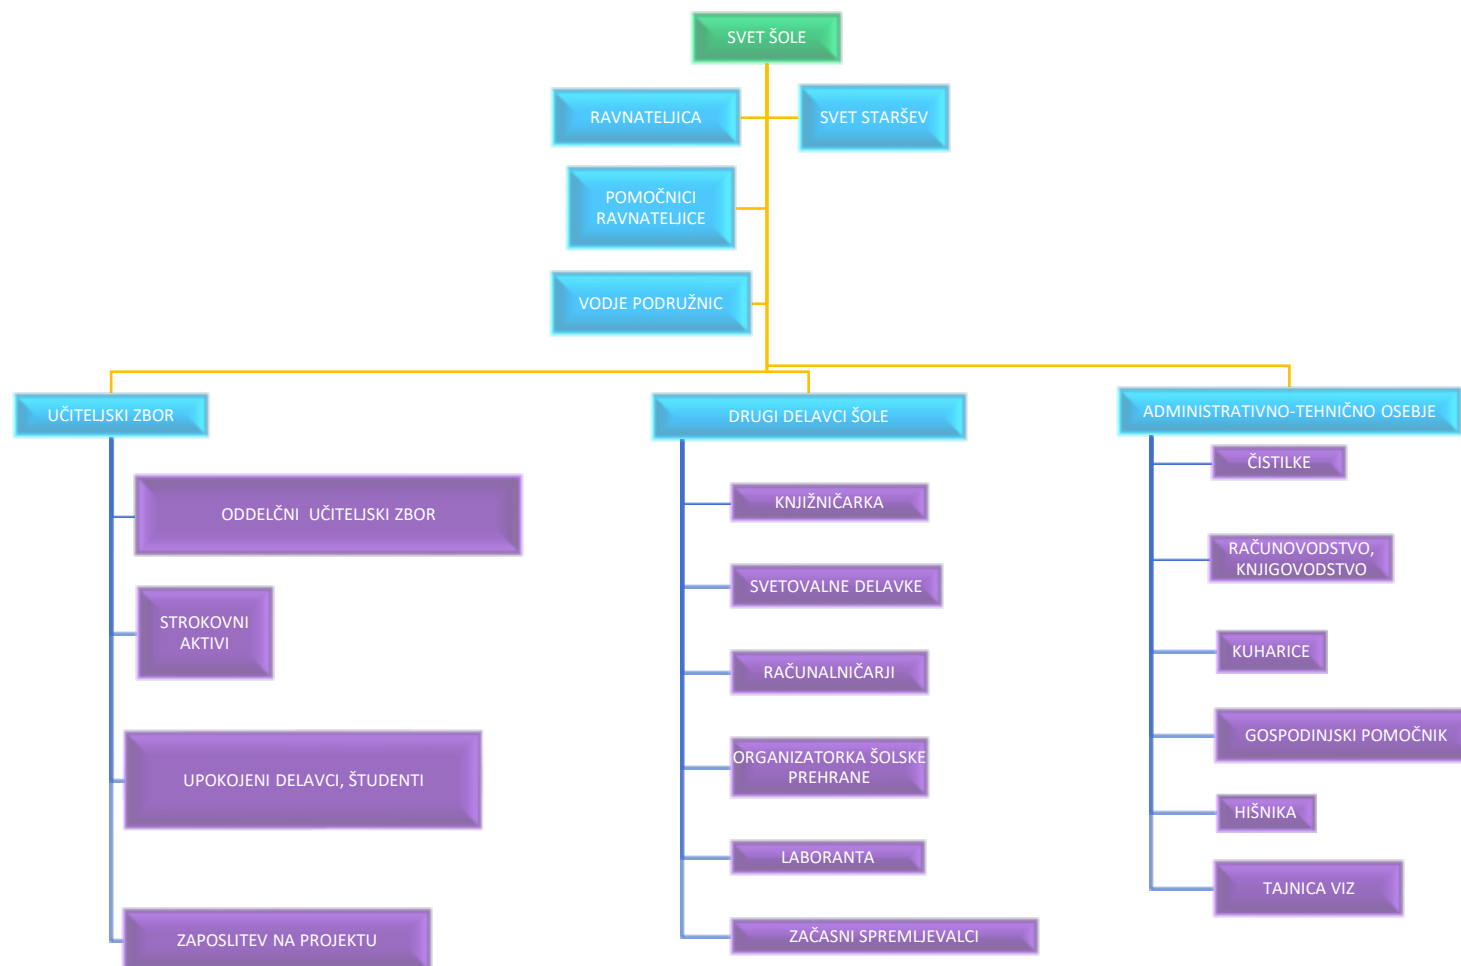 SVET ŠOLE
RAVNATELJICA
SVET STARŠEV
POMOČNICI
RAVNATELJICE
VODJE PODRUŽNIC
UČITELJSKI ZBOR
ODDELČNI UČITELJSKI ZBOR
STROKOVNI
AKTIVI
UPOKOJENI DELAVCI, ŠTUDENTI
ZAPOSLITEV NA PROJEKTU
DRUGI DELAVCI ŠOLE
KNJIŽNIČARKA
SVETOVALNE DELAVKE
RAČUNALNIČARJI
ORGANIZATORKA ŠOLSKE
PREHRANE
LABORANTA
ZAČASNI SPREMLJEVALCI
ADMINISTRATIVNO-TEHNIČNO OSEBJE
ČISTILKE
RAČUNOVODSTVO,
KNJIGOVODSTVO
KUHARICE
GOSPODINJSKI POMOČNIK
HIŠNIKA
TAJNICA VIZ